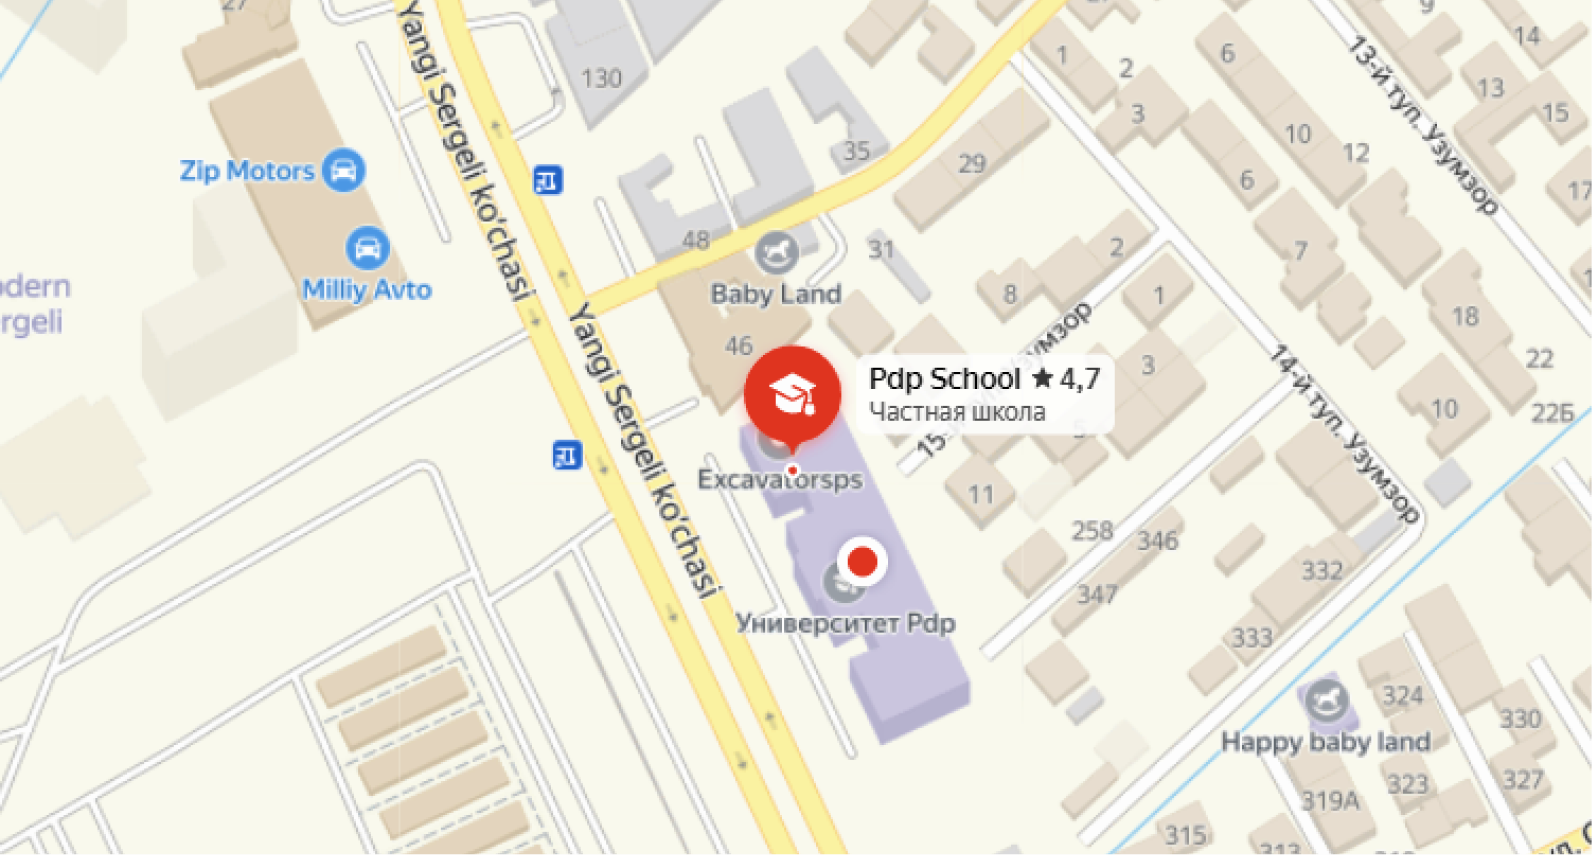 27
130
9
14
13
15
17
1
2
3
6
10
12
6
7
13-й туп. Узумзор
Yangi Sergeli ko'chasi
Zip Motors
35
29
48
31
2
Milliy Avto
Baby Land
8
1
18
46
3
22
22Б
10
Yangi Sergeli ko'chasi
Pdp School ★ 4,7
Частная школа
14-й туп. Узумзор
Excavatorsps
11
258
346
347
332
333
Университет Pdp
324
330
Happy baby land
323
327
319А
315
313